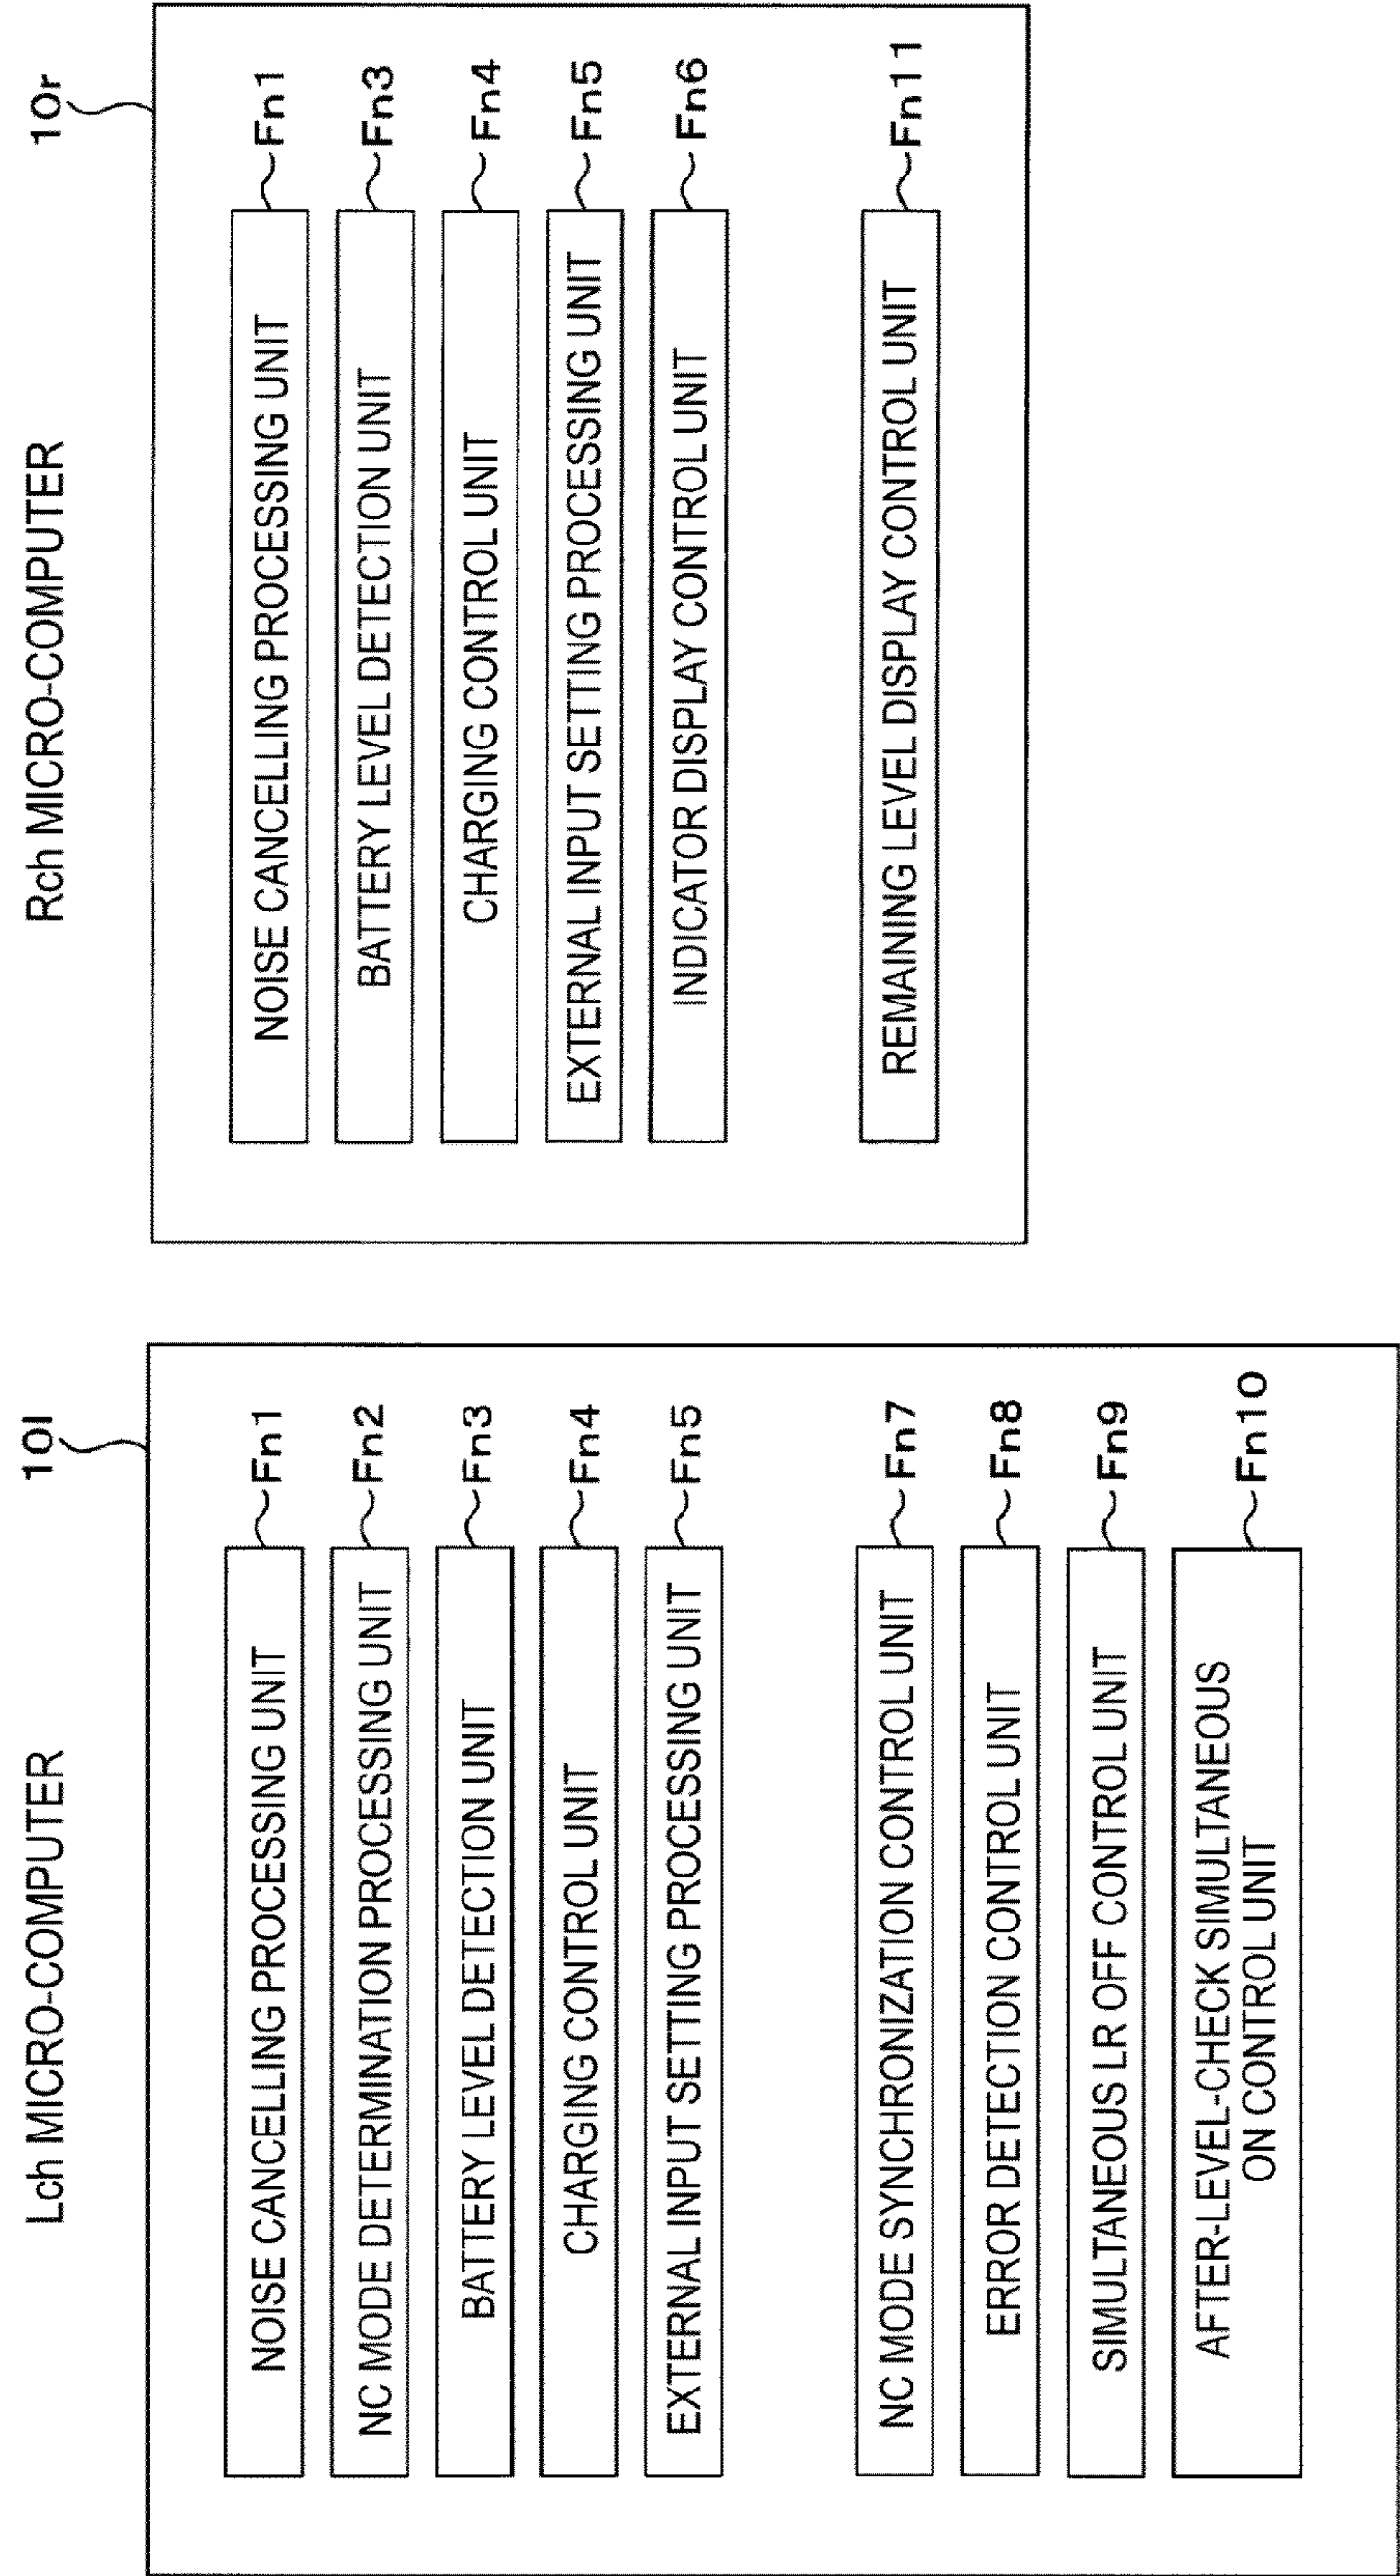 Lch MICRO-COMPUTER
10l
NOISE CANCELLING PROCESSING UNIT
Fn1
NC MODE DETERMINATION PROCESSING UNIT
Fn2
BATTERY LEVEL DETECTION UNIT
Fn3
CHARGING CONTROL UNIT
Fn4
EXTERNAL INPUT SETTING PROCESSING UNIT
Fn5
NC MODE SYNCHRONIZATION CONTROL UNIT
Fn7
ERROR DETECTION CONTROL UNIT
Fn8
SIMULTANEOUS LR OFF CONTROL UNIT
Fn9
AFTER-LEVEL-CHECK SIMULTANEOUS
ON CONTROL UNIT
Fn10
Rch MICRO-COMPUTER
10r
NOISE CANCELLING PROCESSING UNIT
Fn1
BATTERY LEVEL DETECTION UNIT
Fn3
CHARGING CONTROL UNIT
Fn4
EXTERNAL INPUT SETTING PROCESSING UNIT
Fn5
INDICATOR DISPLAY CONTROL UNIT
Fn6
REMAINING LEVEL DISPLAY CONTROL UNIT
Fn11